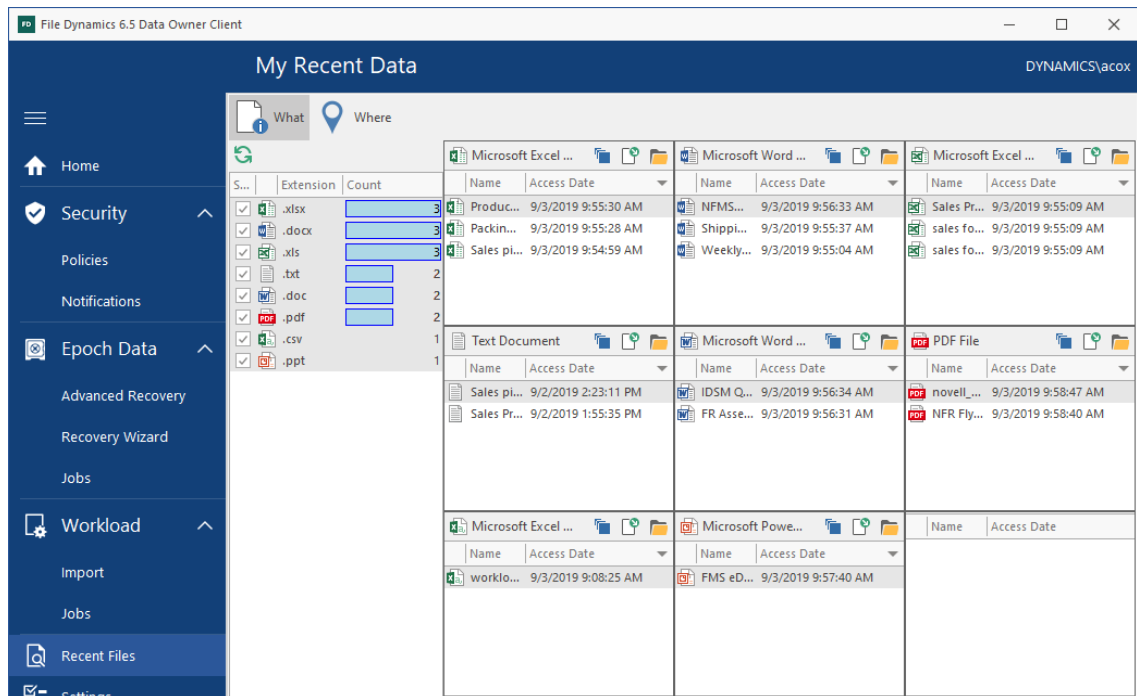 FD File Dynamics 6.5 Data Owner Client
My Recent Data
DYNAMICS\acox
What
Where
Home
Security
Policies
Notifications
Epoch Data
Advanced Recovery
Recovery Wizard
Jobs
Workload
Import
Jobs
Recent Files
Settings
S... Extension Count
.xlsx 3
.docx 3
.xls 3
.txt 2
.doc 2
PDF .pdf 2
.csv 1
.ppt 1
Microsoft Excel ...
Name Access Date
Produc... 9/3/2019 9:55:30 AM
Packin... 9/3/2019 9:55:28 AM
Sales pi... 9/3/2019 9:54:59 AM
Microsoft Word ...
Name Access Date
NFMS... 9/3/2019 9:56:33 AM
Shippi... 9/3/2019 9:55:37 AM
Weekly... 9/3/2019 9:55:04 AM
Microsoft Excel ...
Name Access Date
Sales Pr... 9/3/2019 9:55:09 AM
sales fo... 9/3/2019 9:55:09 AM
sales fo... 9/3/2019 9:55:09 AM
Text Document
Name Access Date
Sales pi... 9/2/2019 2:23:11 PM
Sales Pr... 9/2/2019 1:55:35 PM
Microsoft Word ...
Name Access Date
IDSM Q... 9/3/2019 9:56:34 AM
FR Asse... 9/3/2019 9:56:31 AM
PDF PDF File
Name Access Date
PDF novell_... 9/3/2019 9:58:47 AM
PDF NFR Fly... 9/3/2019 9:58:40 AM
Microsoft Excel ...
Name Access Date
worklo... 9/3/2019 9:08:25 AM
Microsoft Powe...
Name Access Date
FMS eD... 9/3/2019 9:57:40 AM
Name Access Date